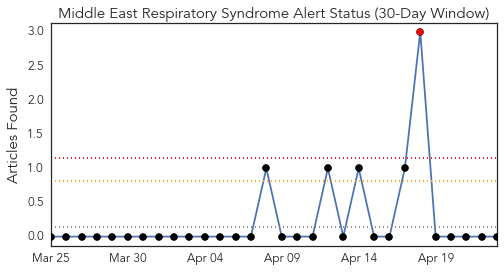 Middle East Respiratory Syndrome Alert Status (30-Day Window)
Articles Found
3.0
2.5
2.0
1.5
1.0
0.5
0.0
Mar 25 Mar 30 Apr 04 Apr 09 Apr 14 Apr 19